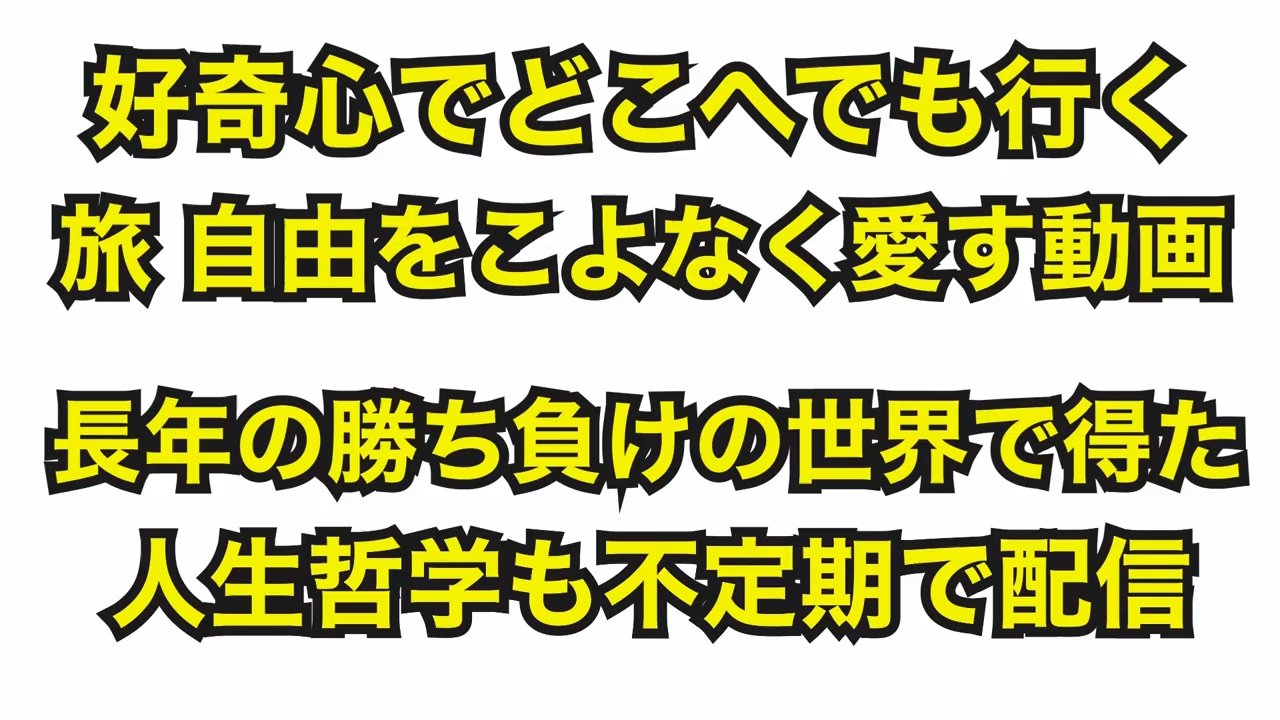 好奇心でどこへでも行く
旅 自由をこよなく愛す動画
長年の勝ち負けの世界で得た
人生哲学も不定期で配信